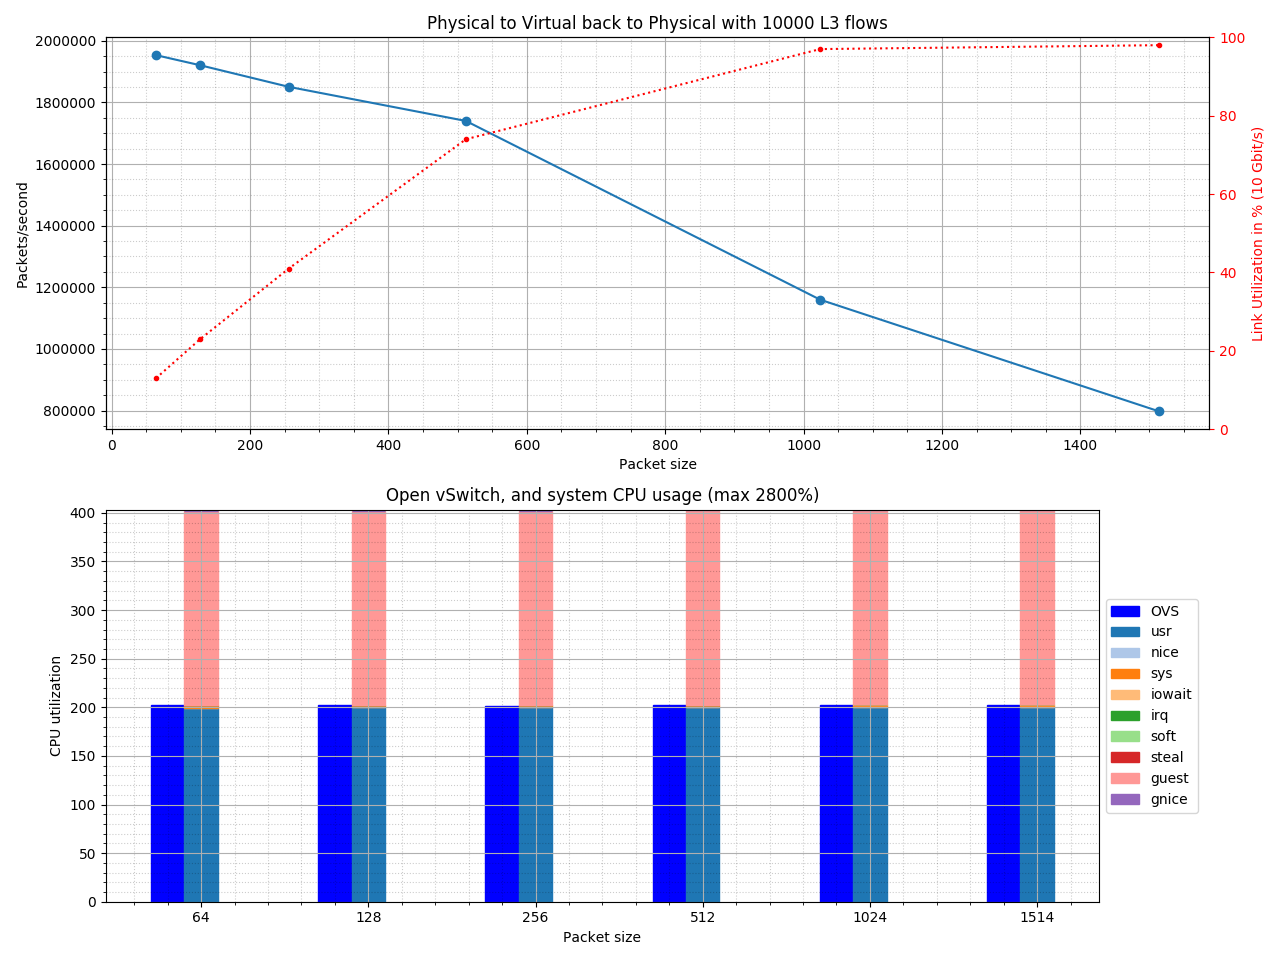 Physical to Virtual back to Physical with 10000 L3 flows
2000000
1800000
1600000
1400000
1200000
1000000
800000
Packets/second
100
80
60
40
20
0
Link Utilization in % (10 Gbit/s)
0 200 400 600 800 1000 1200 1400
Packet size
Open vSwitch, and system CPU usage (max 2800%)
400
350
300
250
200
150
100
50
0
CPU utilization
64 128 256 512 1024 1514
Packet size
OVS
usr
nice
sys
iowait
irq
soft
steal
guest
gnice